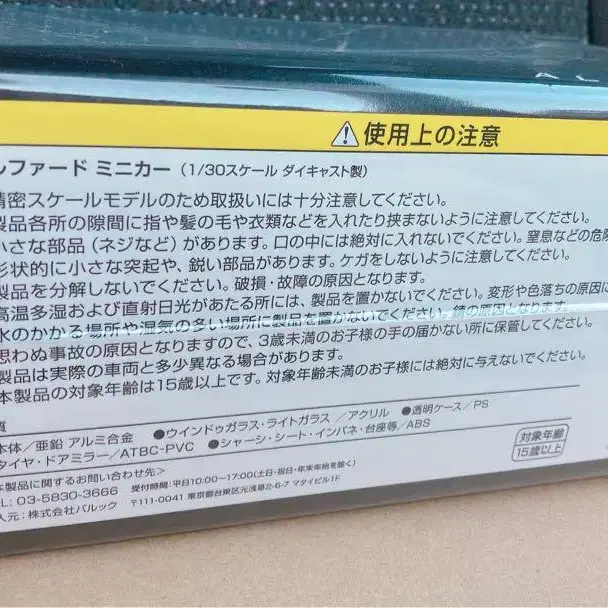 AL
⚠使用上の注意
ルファード ミニカー（1/30スケール ダイキャスト製）
精密スケールモデルのため取扱いには十分注意してください。
製品各所の隙間に指や髪の毛や衣類などを入れたり挟まないように注意してください。
小さな部品（ネジなど）があります。口の中には絶対に入れないでください。窒息などの危険
形状的に小さな突起や、鋭い部品があります。ケガをしないように注意してください。
製品を分解しないでください。破損・故障の原因となります。
高温多湿および直射日光があたる所には、製品を置かないでください。変形や色落ちの原因に
水のかかる場所や湿気の多い場所に製品を置かないでください。錆の原因となります。
思わぬ事故の原因となりますので、3歳未満のお子様の手の届かない所に保管してください。
製品は実際の車両と多少異なる場合があります。
本製品の対象年齢は15歳以上です。対象年齢未満のお子様には絶対に与えないでください。
質
本体／亜鉛 アルミ合金 ●ウインドゥガラス・ライトガラス ／アクリル ●透明ケース／PS
タイヤ・ドアミラー／ATBC-PVC ●シャーシ・シート・インパネ・台座等／ABS
対象年齢
15歳以上
本製品に関するお問い合わせ先＞
EL: 03-5830-3666 受付時間:平日10:00〜17:00(土日・祝日・年末年始を除く)
入元：株式会社バルック 〒111-0041 東京都台東区元浅草2-6-7 マタイビル1F